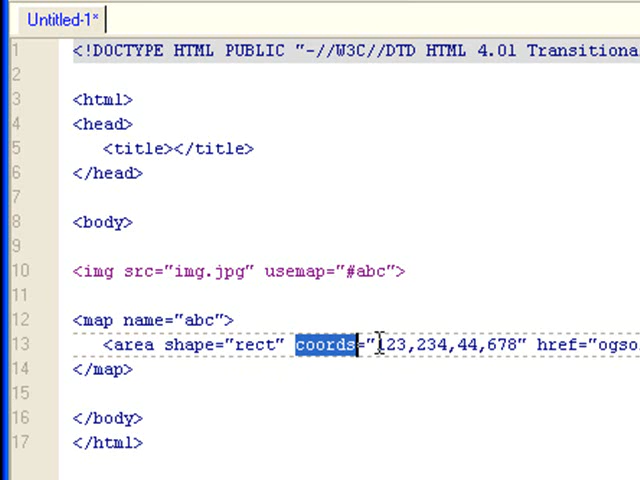 Untitled-1*
1 <!DOCTYPE HTML PUBLIC "-//W3C//DTD HTML 4.01 Transitiona
2
3 <html>
4 <head>
5 <title></title>
6 </head>
7
8 <body>
9
10 <img src="img.jpg" usemap="#abc">
11
12 <map name="abc">
13 <area shape="rect" coords="123,234,44,678" href="ogso
14 </map>
15
16 </body>
17 </html>